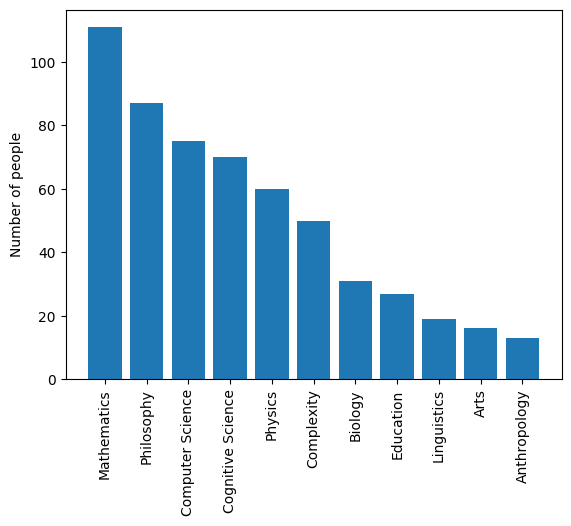 Number of people
100
80
60
40
20
0
Mathematics
Philosophy
Computer Science
Cognitive Science
Physics
Complexity
Biology
Education
Linguistics
Arts
Anthropology